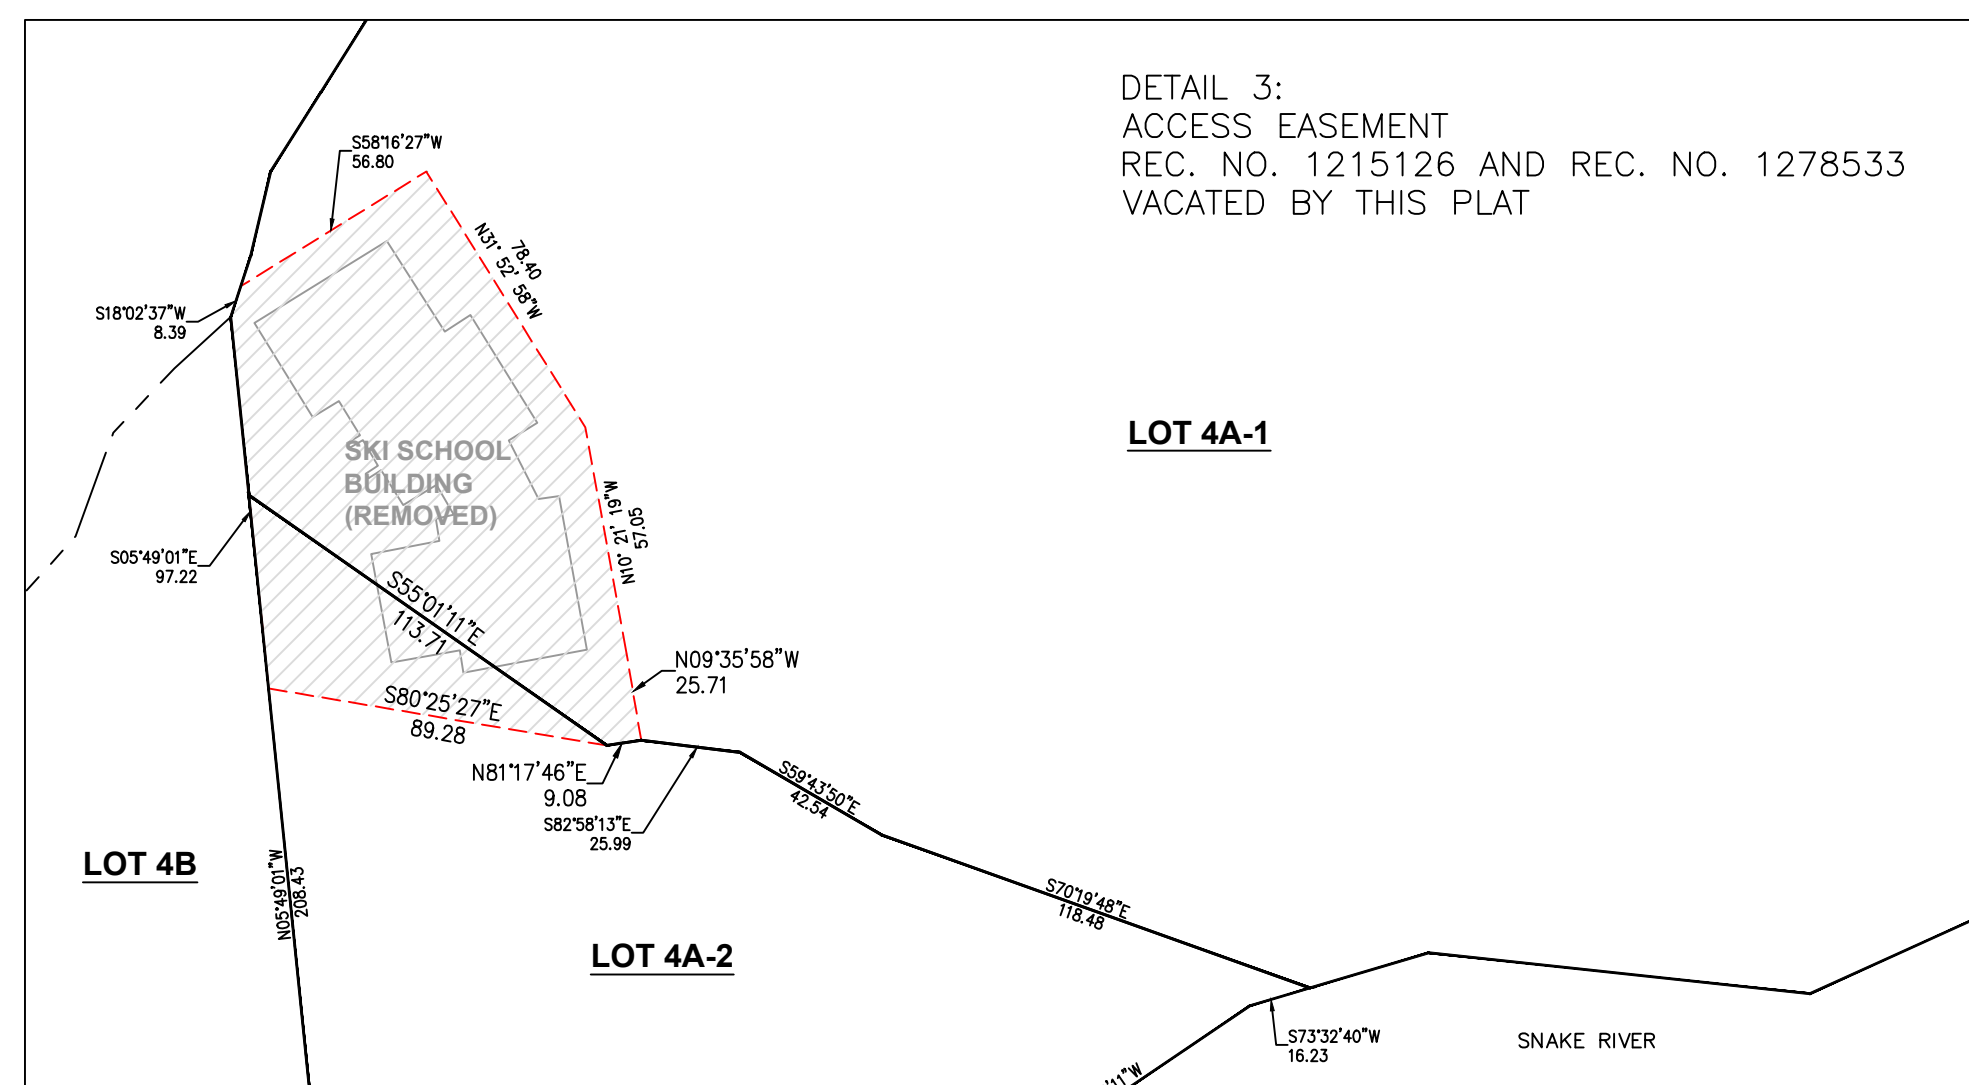 DETAIL 3:
ACCESS EASEMENT
REC. NO. 1215126 AND REC. NO. 1278533
VACATED BY THIS PLAT
S58°16'27"W
56.80
N31° 52' 58"W
78.40
S18°02'37"W
8.39
LOT 4A-1
SKI SCHOOL
BUILDING
(REMOVED)
N10° 21' 19"W
57.05
S05°49'01"E
97.22
S55°01'11"E
113.71
N09°35'58"W
25.71
S80°25'27"E
89.28
N81°17'46"E
9.08
S82°58'13"E
25.99
S59°43'50"E
42.54
LOT 4B
N05°49'01"W
208.43
S70°19'48"E
118.48
LOT 4A-2
S73°32'40"W
16.23
SNAKE RIVER
'11"W